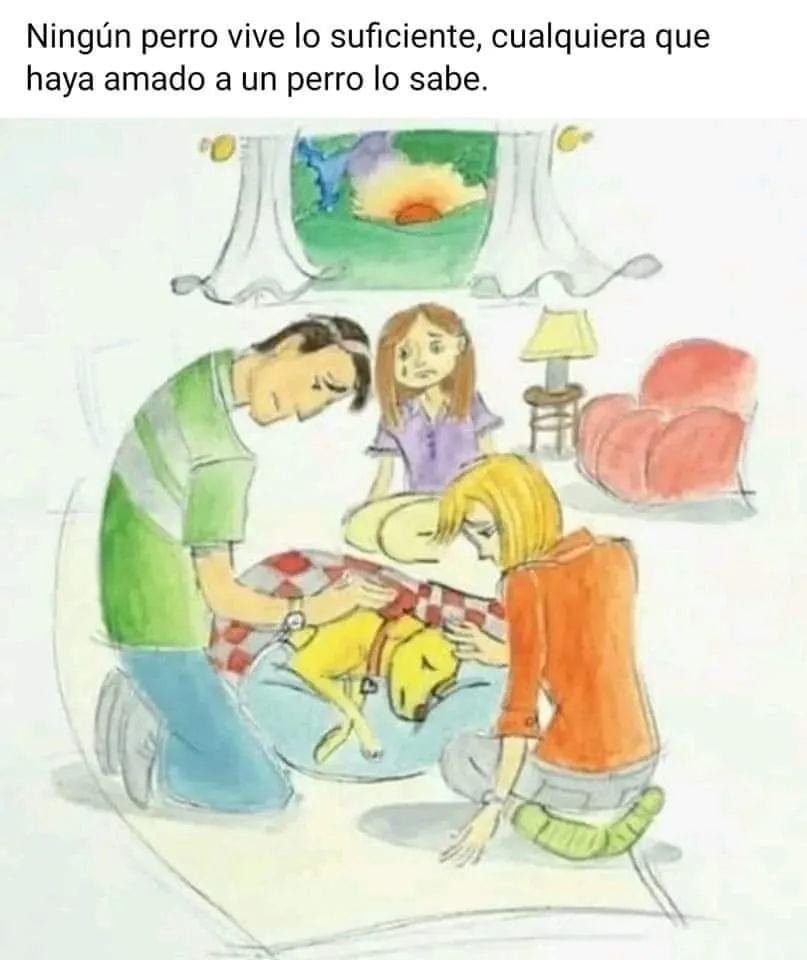 Ningún perro vive lo suficiente, cualquiera que
haya amado a un perro lo sabe.